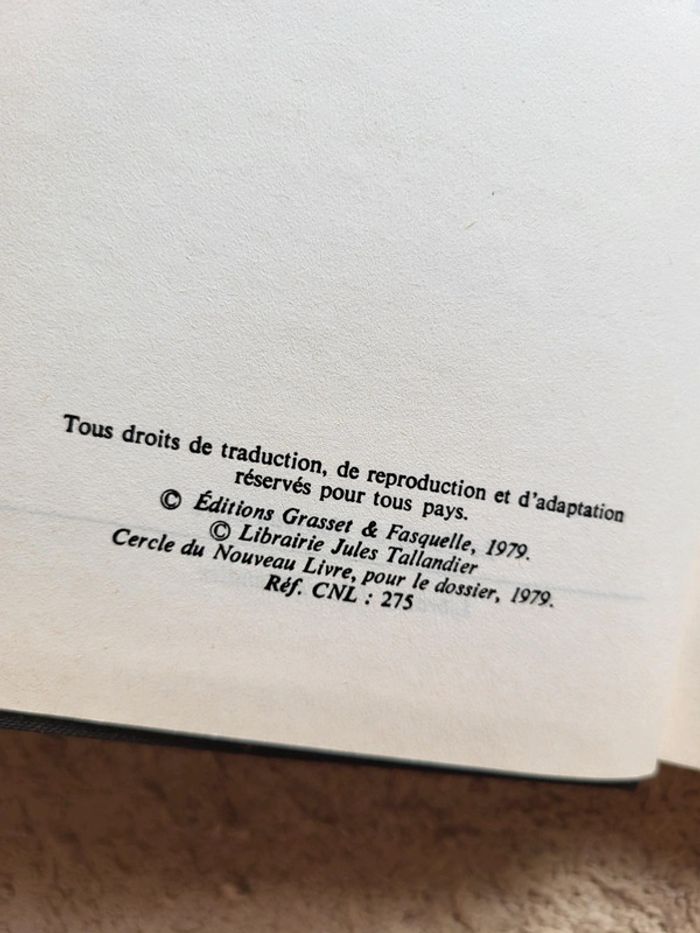 Tous droits de traduction, de reproduction et d'adaptation
réservés pour tous pays.
© Éditions Grasset & Fasquelle, 1979.
© Librairie Jules Tallandier
Cercle du Nouveau Livre, pour le dossier, 1979.
Réf. CNL : 275